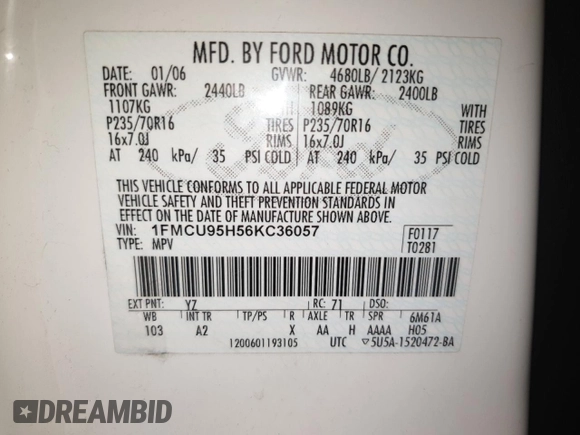 MFD. BY FORD MOTOR CO.
DATE: 01/06 GVWR: 4680LB/ 2123KG
FRONT GAWR: 2440LB REAR GAWR: 2400LB
1107KG 1089KG WITH
P235/70R16 TIRES P235/70R16 TIRES
16x7.0J RIMS 16x7.0J RIMS
AT 240 kPa/ 35 PSI COLD AT 240 kPa/ 35 PSI COLD
THIS VEHICLE CONFORMS TO ALL APPLICABLE FEDERAL MOTOR
VEHICLE SAFETY AND THEFT PREVENTION STANDARDS IN
EFFECT ON THE DATE OF MANUFACTURE SHOWN ABOVE.
VIN: 1FMCU95H56KC36057 F0117
TYPE: MPV T0281
EXT PNT: YZ RC: 71 DSO:
WB INT TR TP/PS R AXLE TR SPR 6M61A
103 A2 X AA H AAAA H05
1200601193105 UTC 5U5A-1520472-BA
DREAMBID